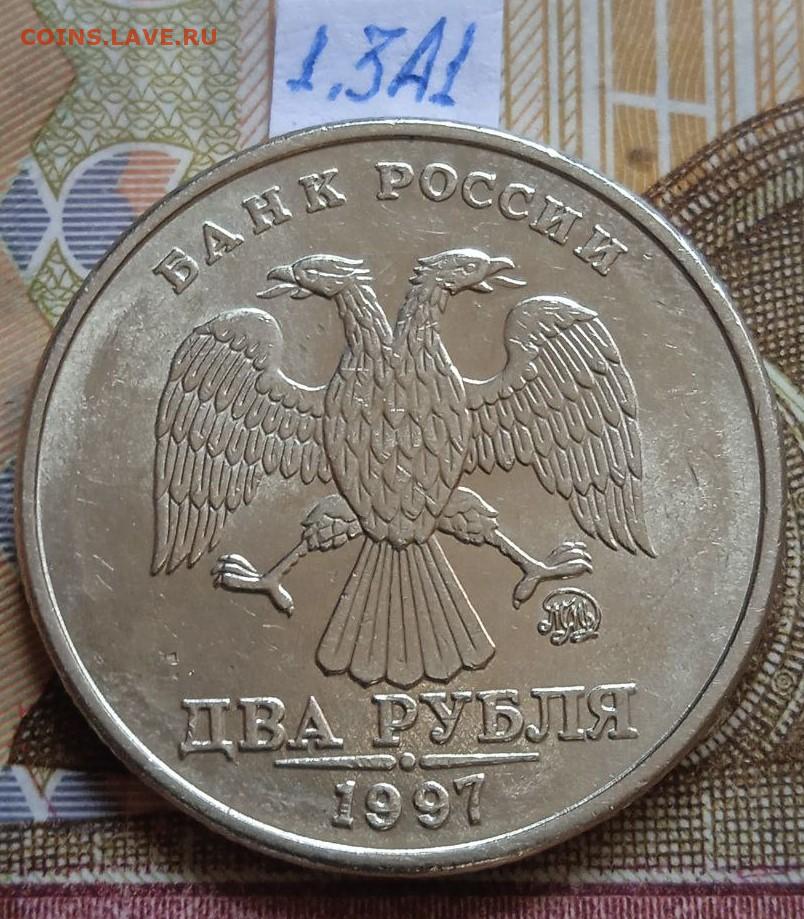 COINS.LAVE.RU
1.3А1
БАНК РОССИИ
ММД
ДВА РУБЛЯ
1997